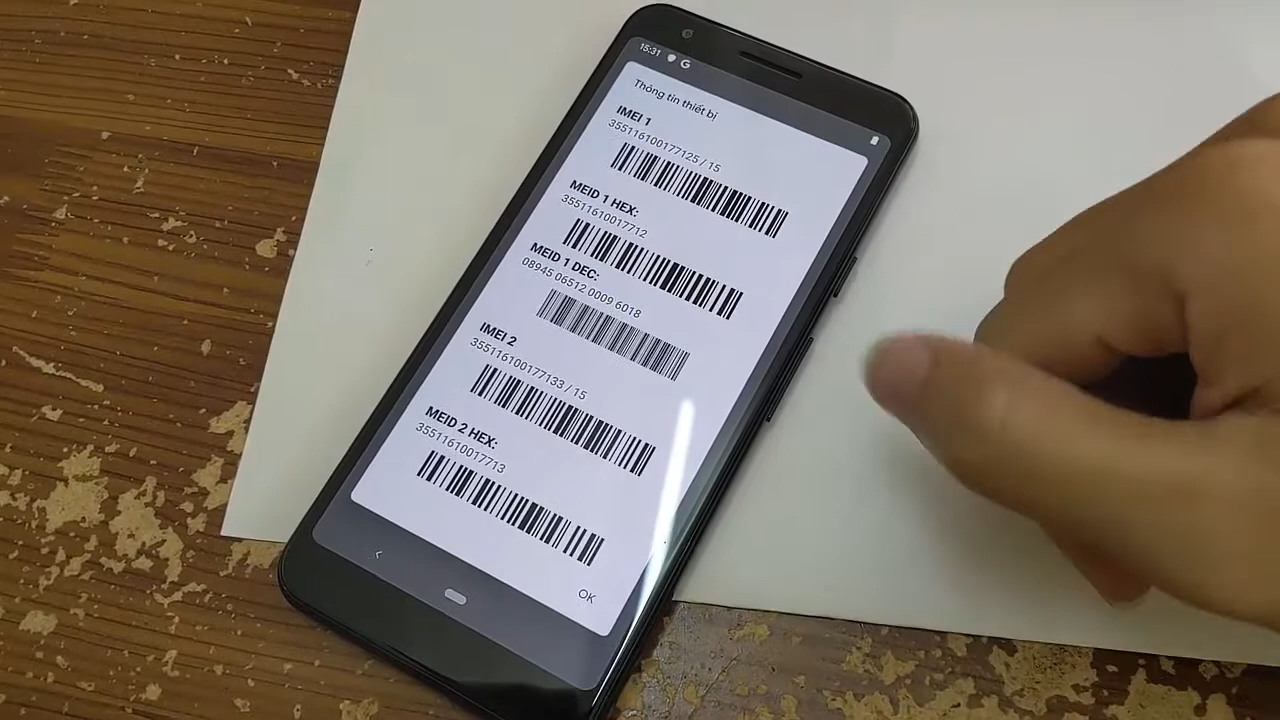 15:31 G
Thông tin thiết bị
IMEI 1
355116100177125 / 15
MEID 1 HEX:
35511610017712
MEID 1 DEC:
08945 06512 0009 6018
IMEI 2
355116100177133 / 15
MEID 2 HEX:
35511610017713
OK